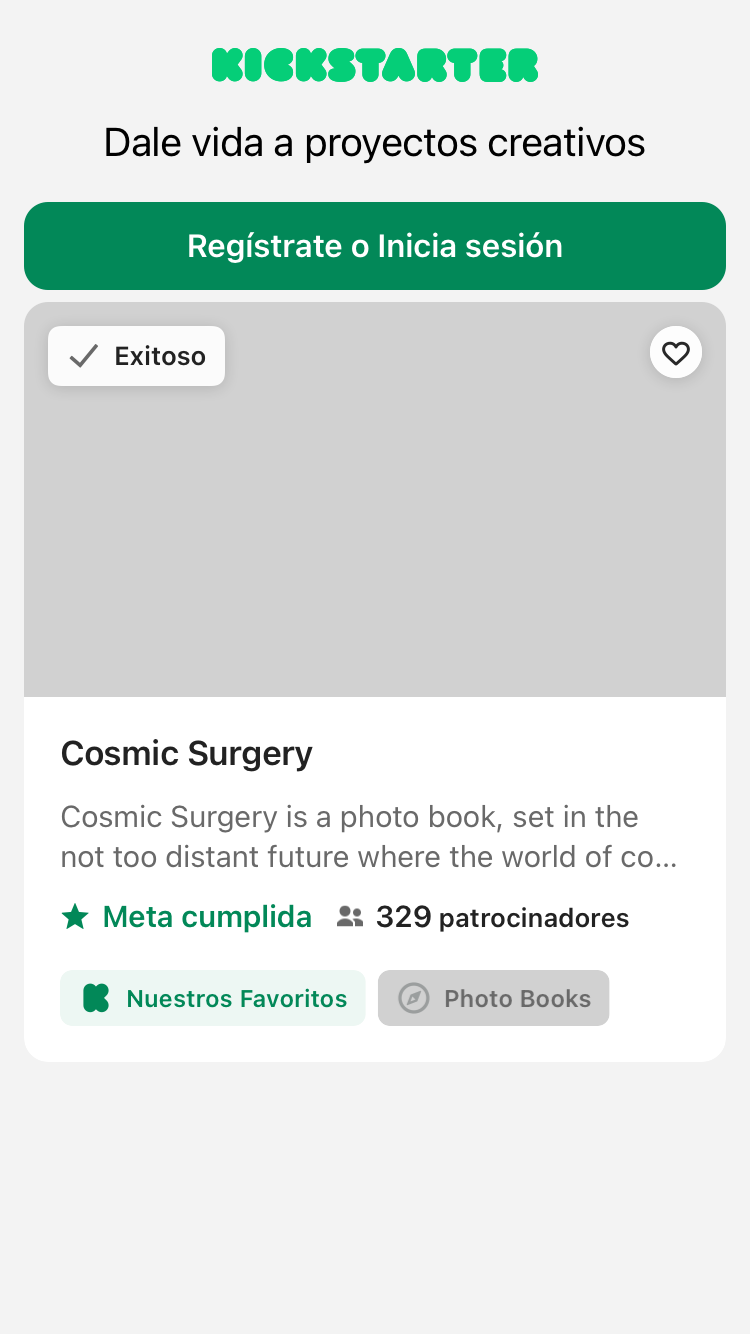 KICKSTARTER
Dale vida a proyectos creativos
Regístrate o Inicia sesión
Exitoso
Cosmic Surgery
Cosmic Surgery is a photo book, set in the
not too distant future where the world of co...
Meta cumplida 329 patrocinadores
Nuestros Favoritos Photo Books